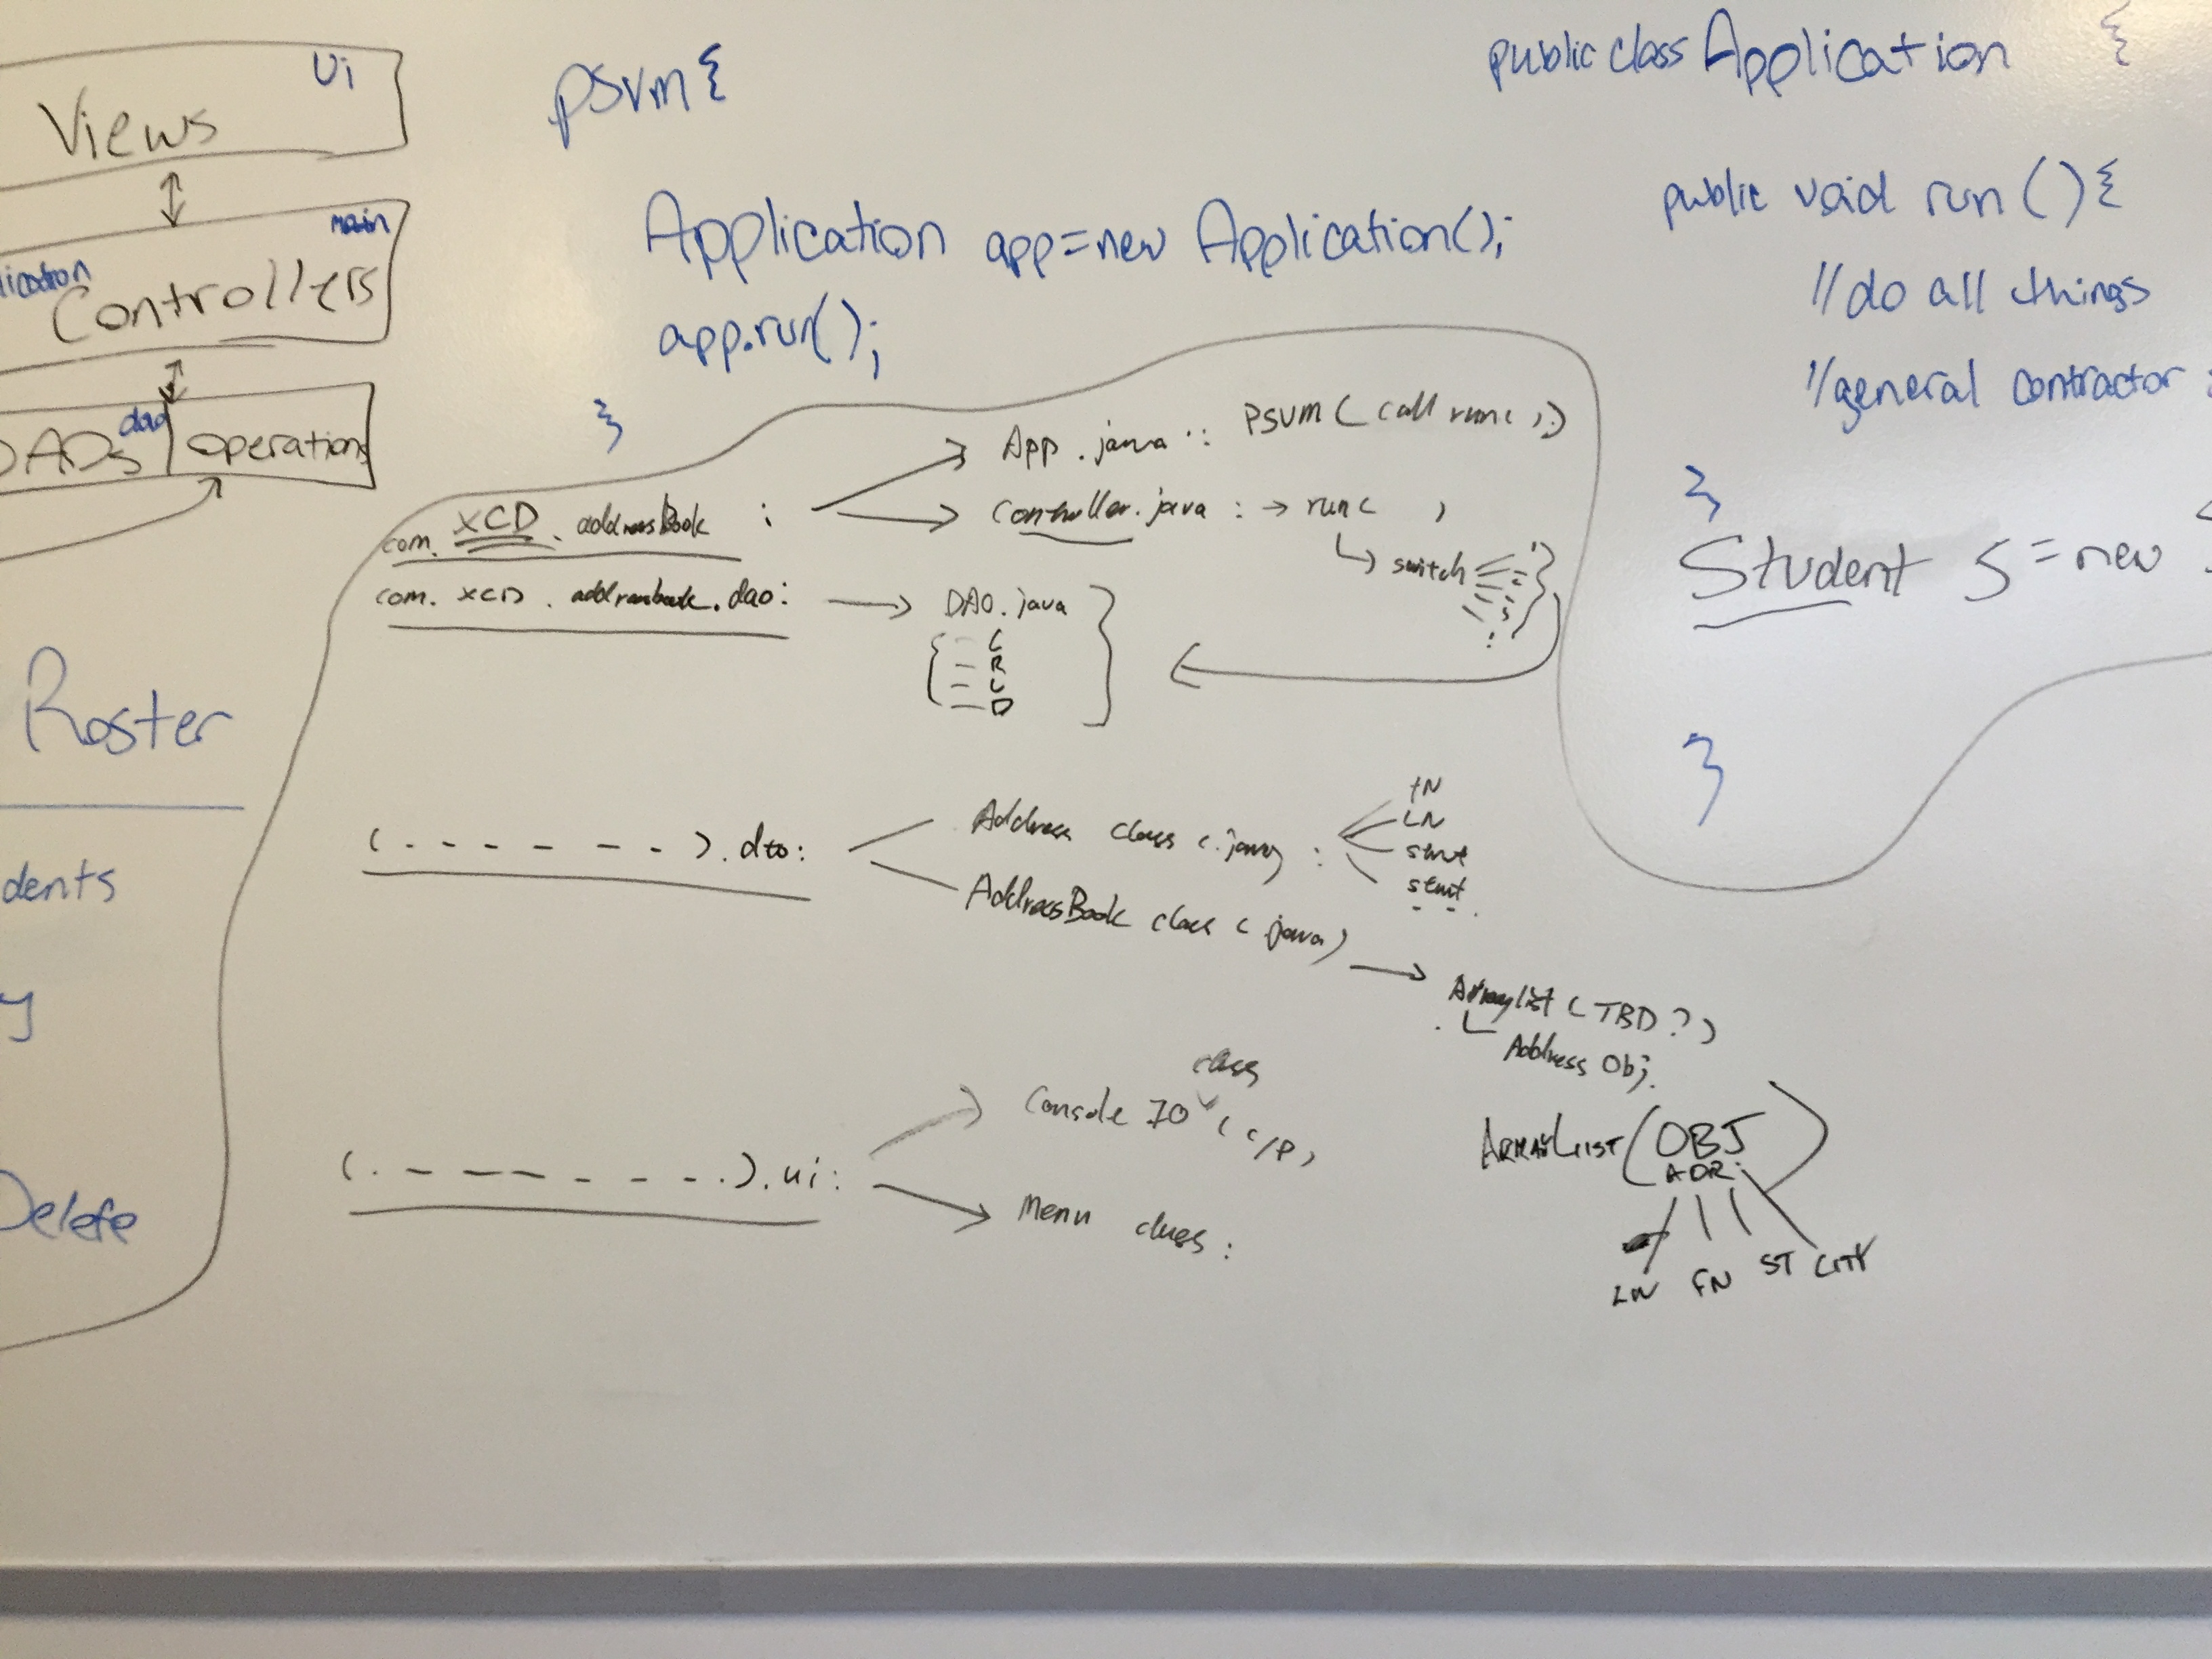 Ui
Views
main
lication
Controllers
dao
DAOs operations
Roster
dents
y
Delete
psvm {
Application app=new Application();
app.run();
}
public class Application {
public void run() {
//do all things
//general contractor
}
Student s = new
}
com. XCD . addressBook :
App.java : PSVM ( call run( ) )
Controller.java : → run( )
switch
com. XCD . addressbook.dao:
DAO.java
C
R
U
D
( . - - - - - ) . dto:
Address class (.java) :
FN
LN
street
AddressBook class (.java)
Arraylist (TBD?)
Address Obj.
ARRAYLIST (OBJ
ADR.
LN FN ST CITY
( . - - - - - - . ) . ui :
class
Console IO ( c/p )
Menu class :